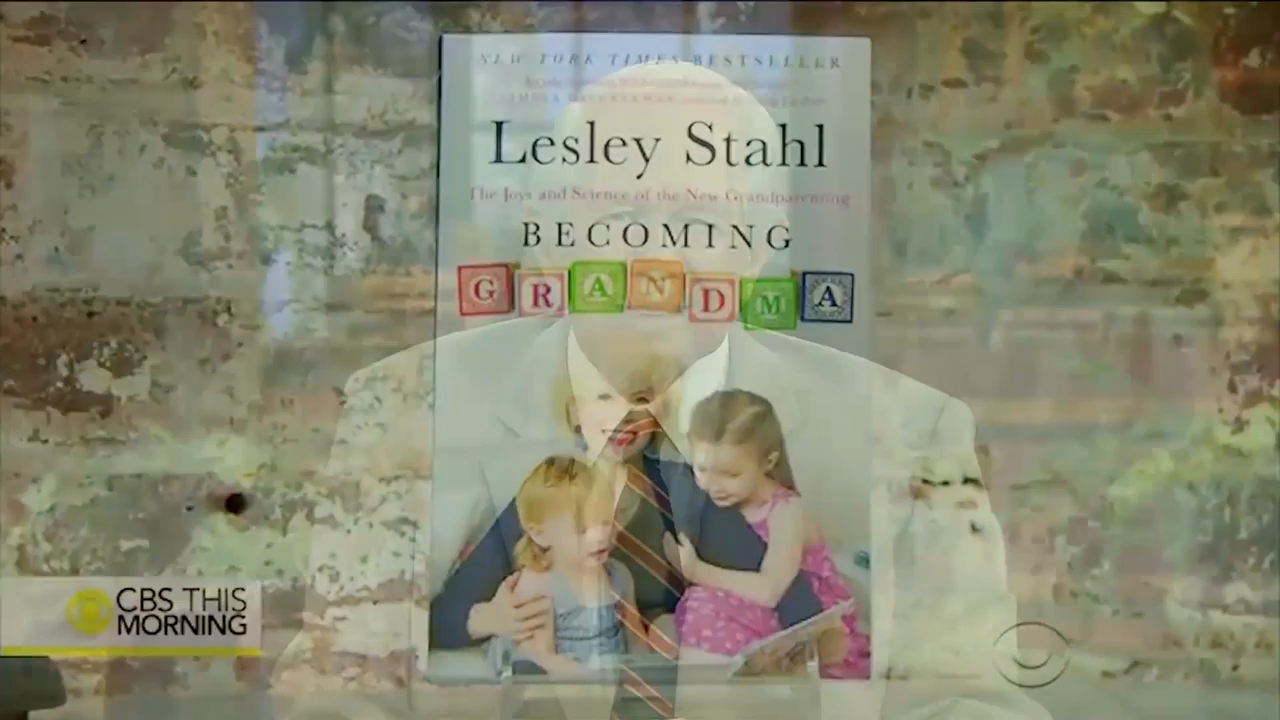 NEW YORK TIMES BESTSELLER
Lesley Stahl
The Joys and Science of the New Grandparenting
BECOMING
GRANDMA
CBS THIS
MORNING